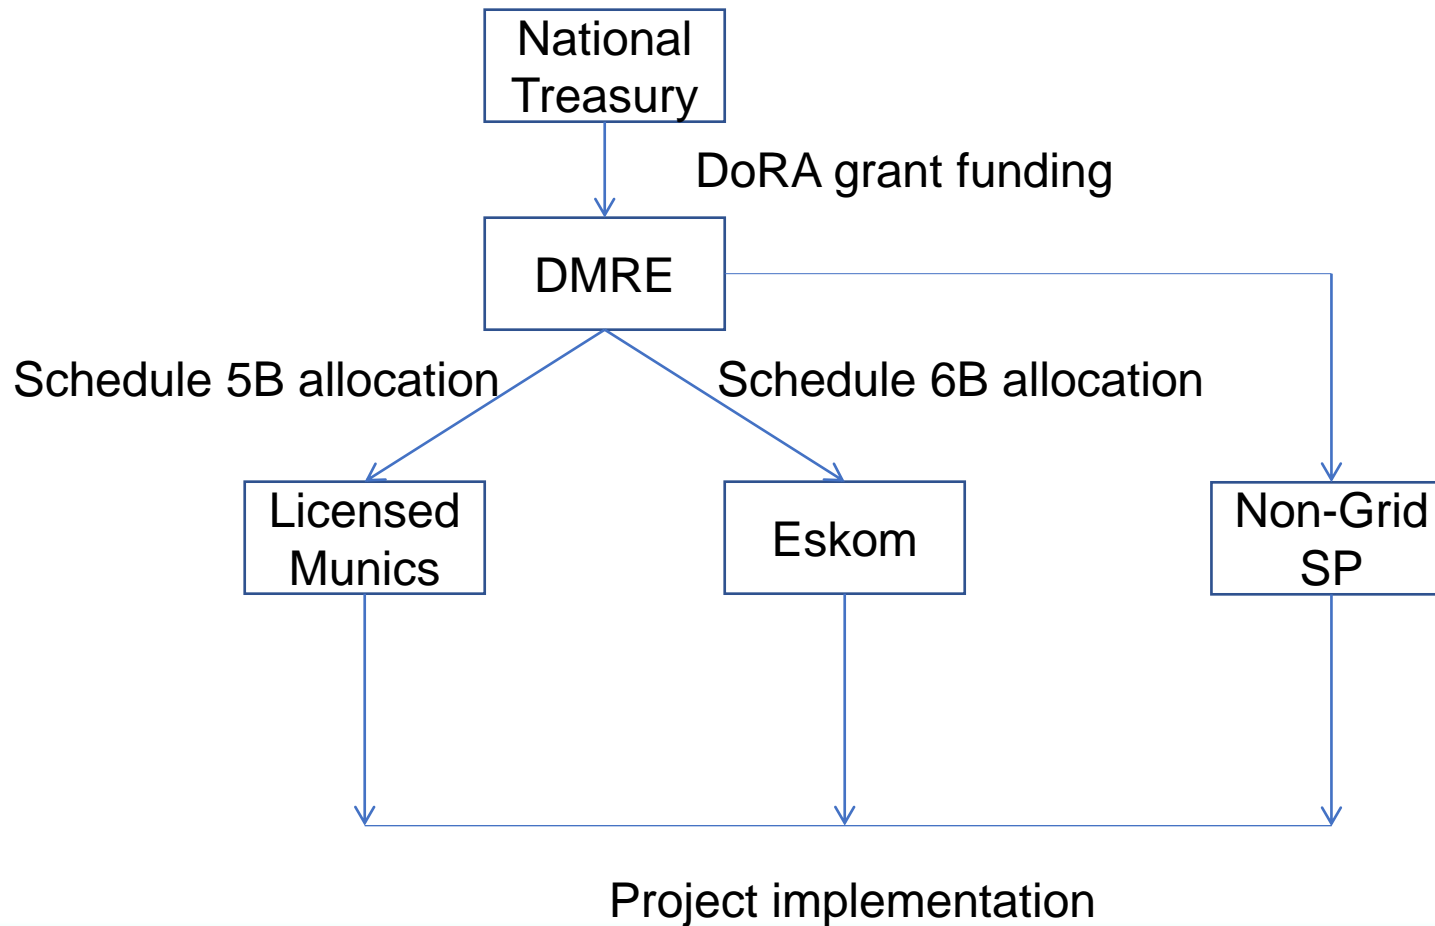 National
Treasury
DoRA grant funding
DMRE
Schedule 5B allocation
Schedule 6B allocation
Licensed
Munics
Eskom
Non-Grid
SP
Project implementation